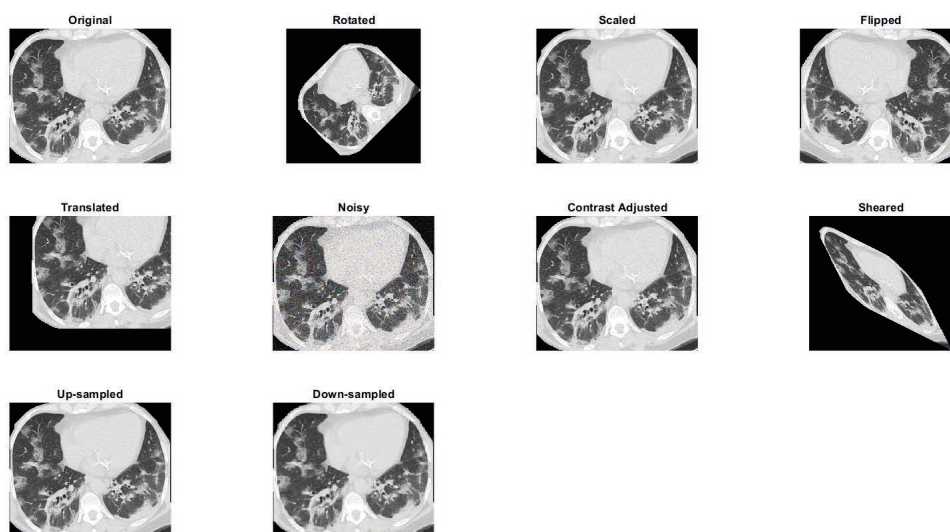 Original
Rotated
Scaled
Flipped
Translated
Noisy
Contrast Adjusted
Sheared
Up-sampled
Down-sampled